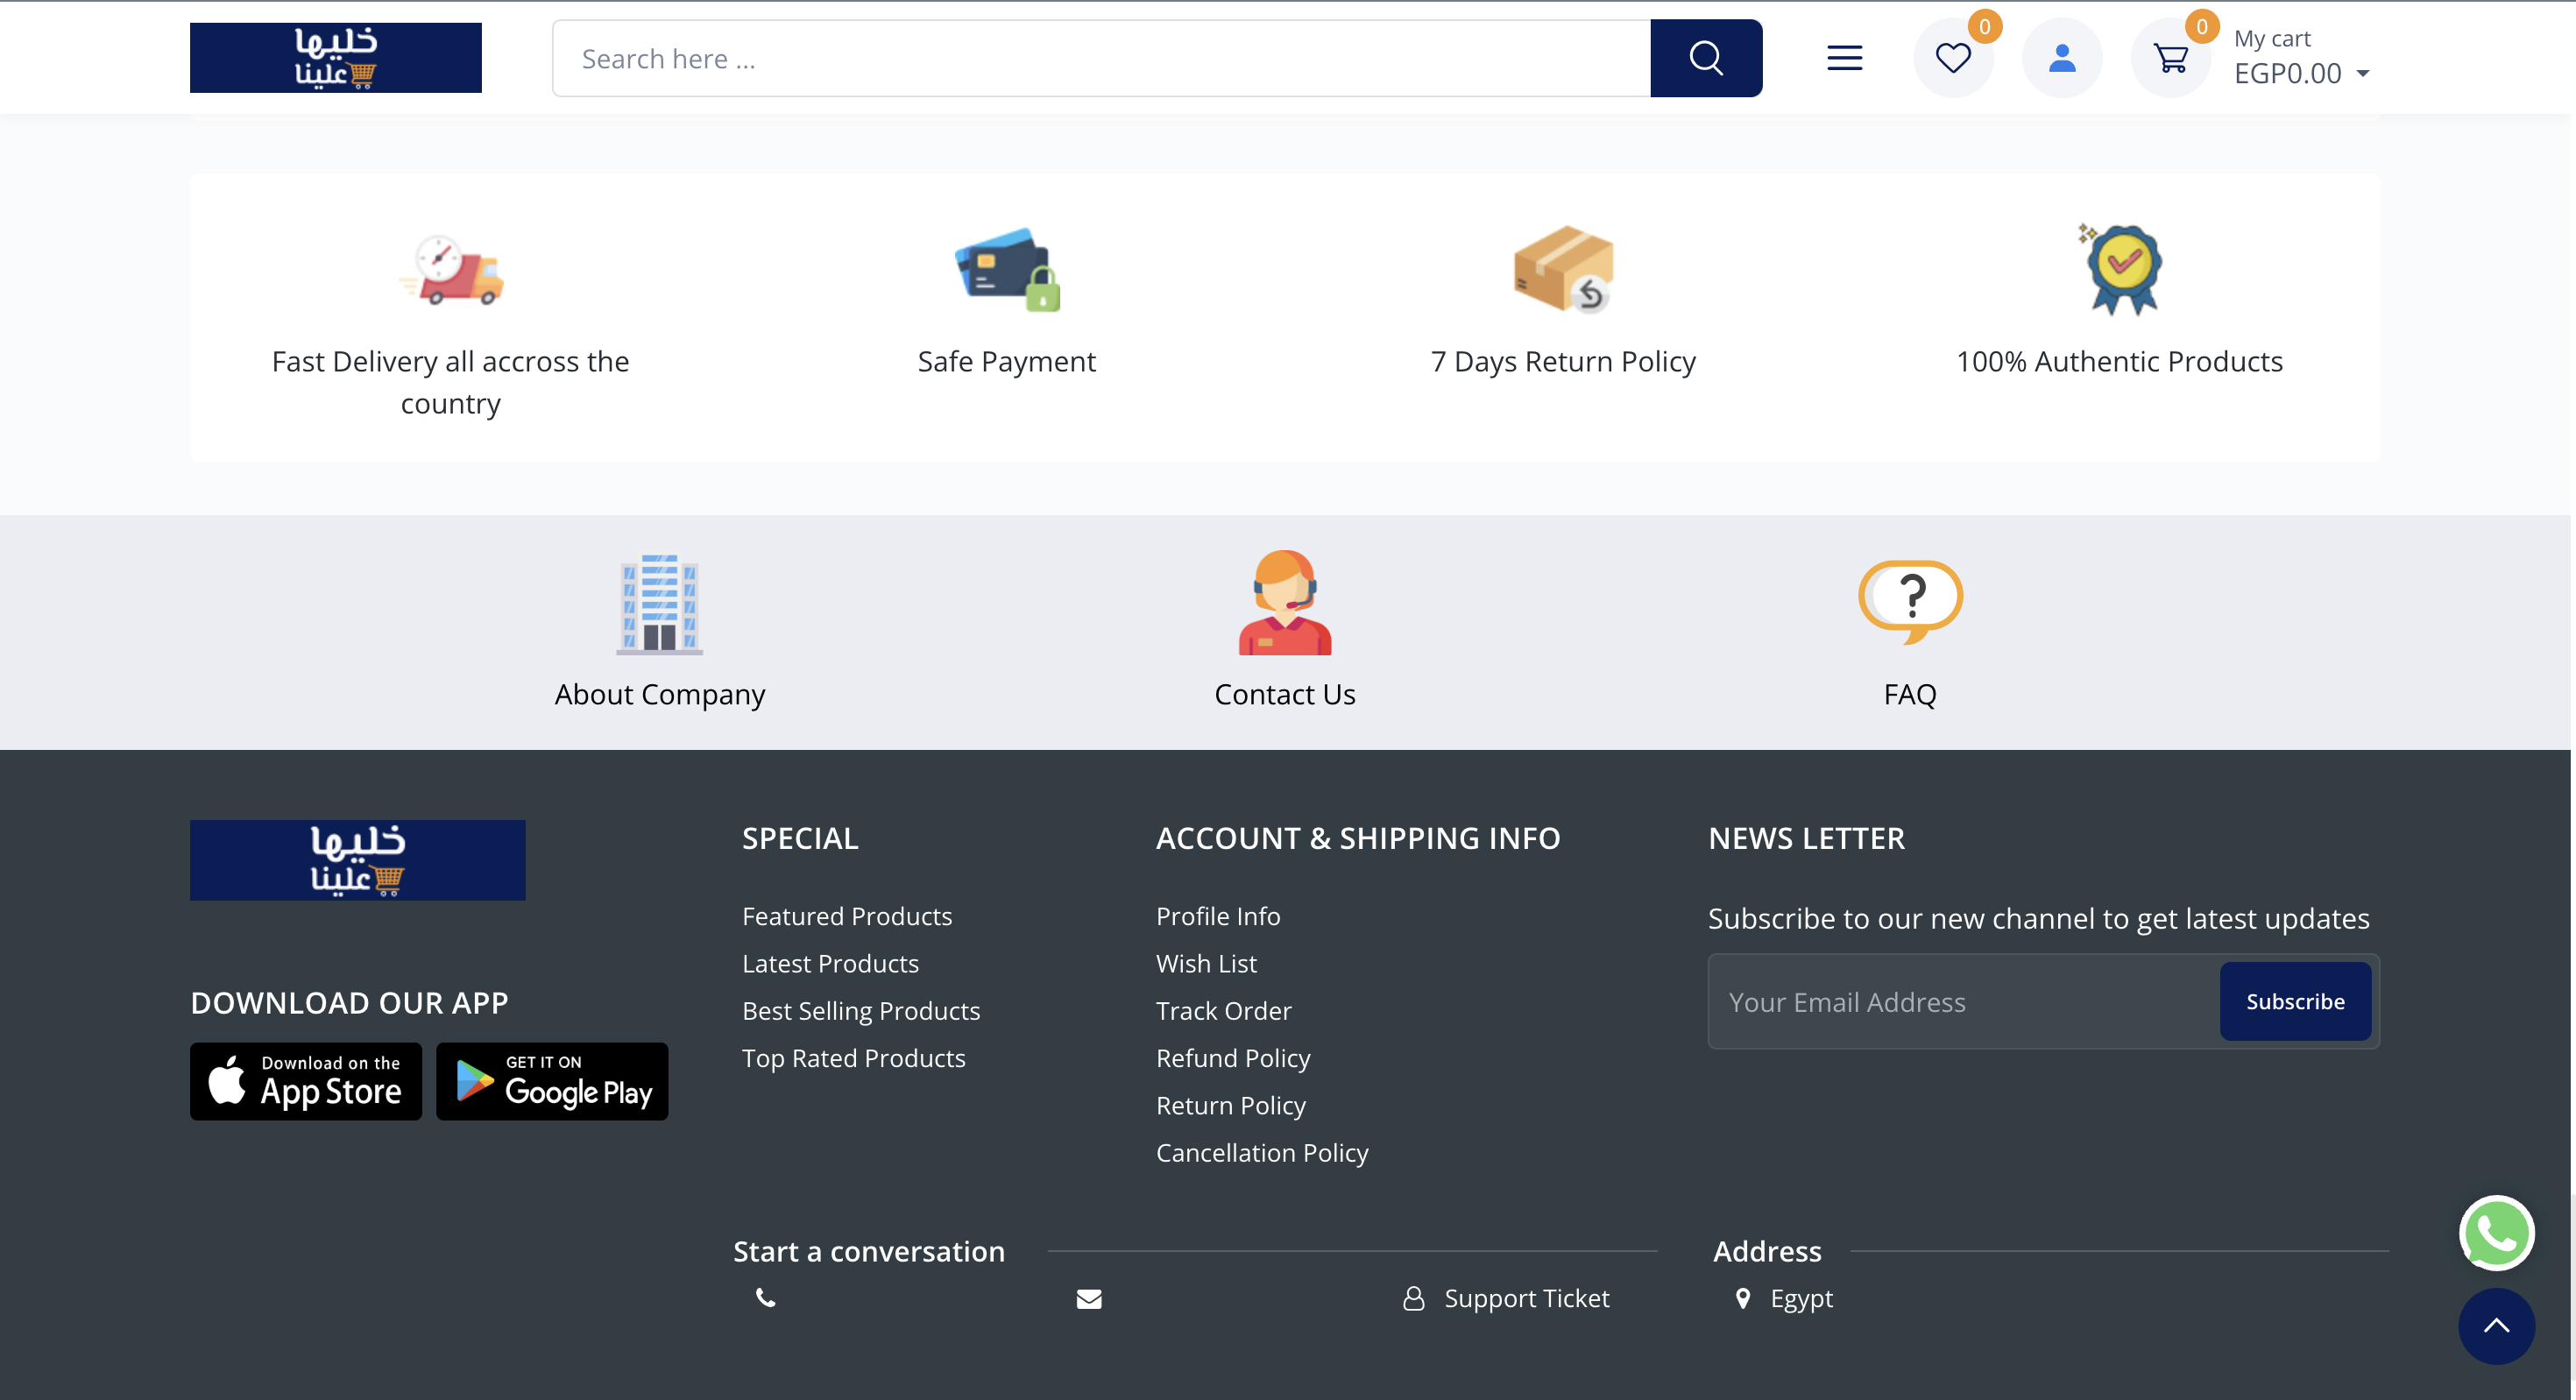 خليها
علينا
Search here ...
0
0
My cart
EGP0.00
Fast Delivery all accross the
country
Safe Payment
7 Days Return Policy
100% Authentic Products
About Company
Contact Us
FAQ
خليها
علينا
DOWNLOAD OUR APP
Download on the
App Store
GET IT ON
Google Play
SPECIAL
Featured Products
Latest Products
Best Selling Products
Top Rated Products
ACCOUNT & SHIPPING INFO
Profile Info
Wish List
Track Order
Refund Policy
Return Policy
Cancellation Policy
NEWS LETTER
Subscribe to our new channel to get latest updates
Your Email Address
Subscribe
Start a conversation
Support Ticket
Address
Egypt